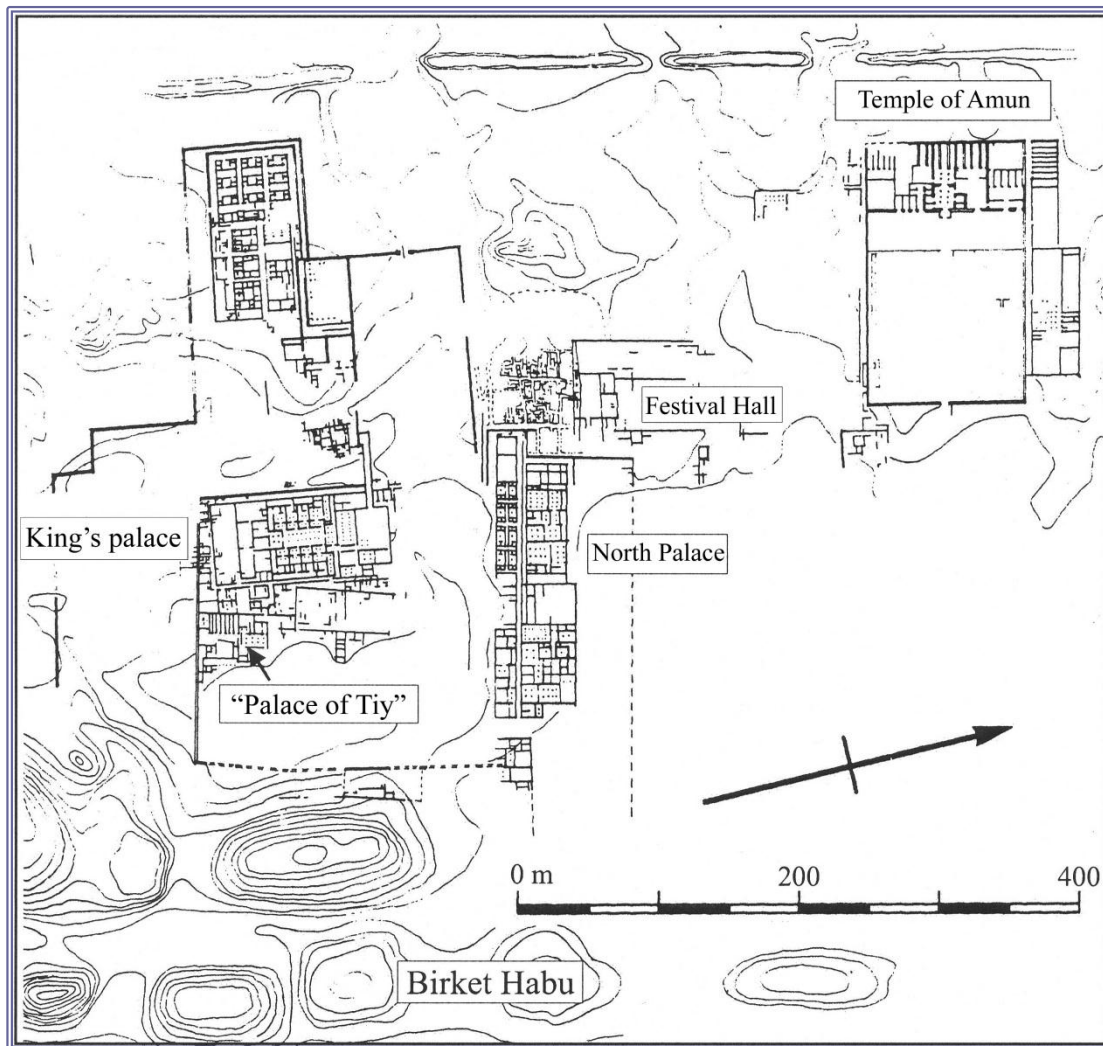 Temple of Amun
Festival Hall
King’s palace
North Palace
“Palace of Tiy”
0 m 200 400
Birket Habu